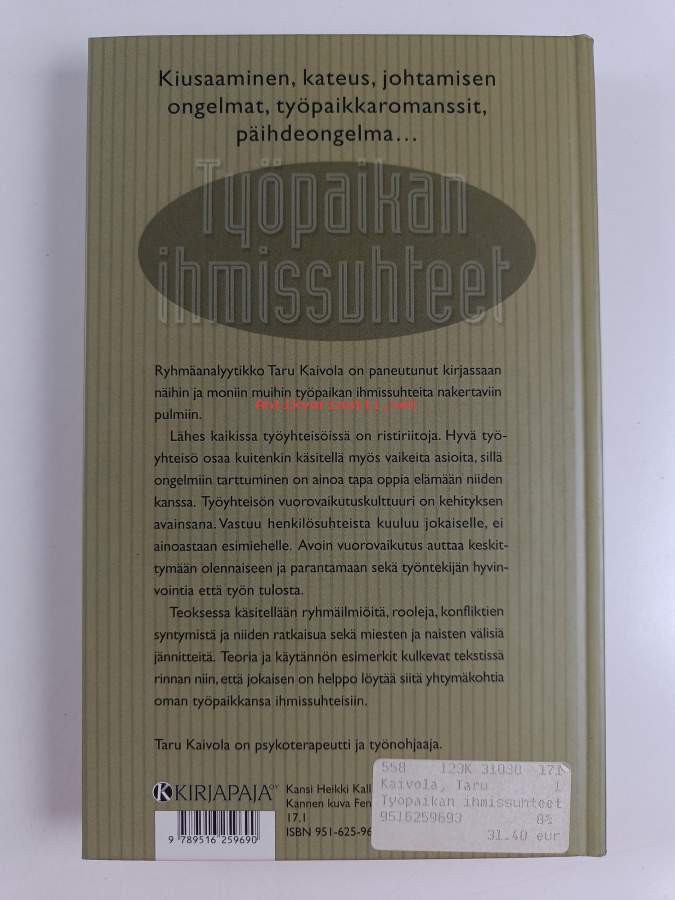 Kiusaaminen, kateus, johtamisen
ongelmat, työpaikkaromanssit,
päihdeongelma...
Työpaikan
ihmissuhteet
Ryhmäanalyytikko Taru Kaivola on paneutunut kirjassaan
näihin ja moniin muihin työpaikan ihmissuhteita nakertaviin
pulmiin.
Antikvariaatti.net
Lähes kaikissa työyhteisöissä on ristiriitoja. Hyvä työ-
yhteisö osaa kuitenkin käsitellä myös vaikeita asioita, sillä
ongelmiin tarttuminen on ainoa tapa oppia elämään niiden
kanssa. Työyhteisön vuorovaikutuskulttuuri on kehityksen
avainsana. Vastuu henkilösuhteista kuuluu jokaiselle, ei
ainoastaan esimiehelle. Avoin vuorovaikutus auttaa keskit-
tymään olennaiseen ja parantamaan sekä työntekijän hyvin-
vointia että työn tulosta.
Teoksessa käsitellään ryhmäilmiöitä, rooleja, konfliktien
syntymistä ja niiden ratkaisua sekä miesten ja naisten välisiä
jännitteitä. Teoria ja käytännön esimerkit kulkevat tekstissä
rinnan niin, että jokaisen on helppo löytää siitä yhtymäkohtia
oman työpaikkansa ihmissuhteisiin.
Taru Kaivola on psykoterapeutti ja työnohjaaja.
KIRJAPAJA OY
9 789516 259690
Kansi Heikki Kall
Kannen kuva Fen
17.1
ISBN 951-625-96
558 123K 31030 171
Kaivola, Taru 1
Työpaikan ihmissuhteet
9516259693 8%
31.40 eur